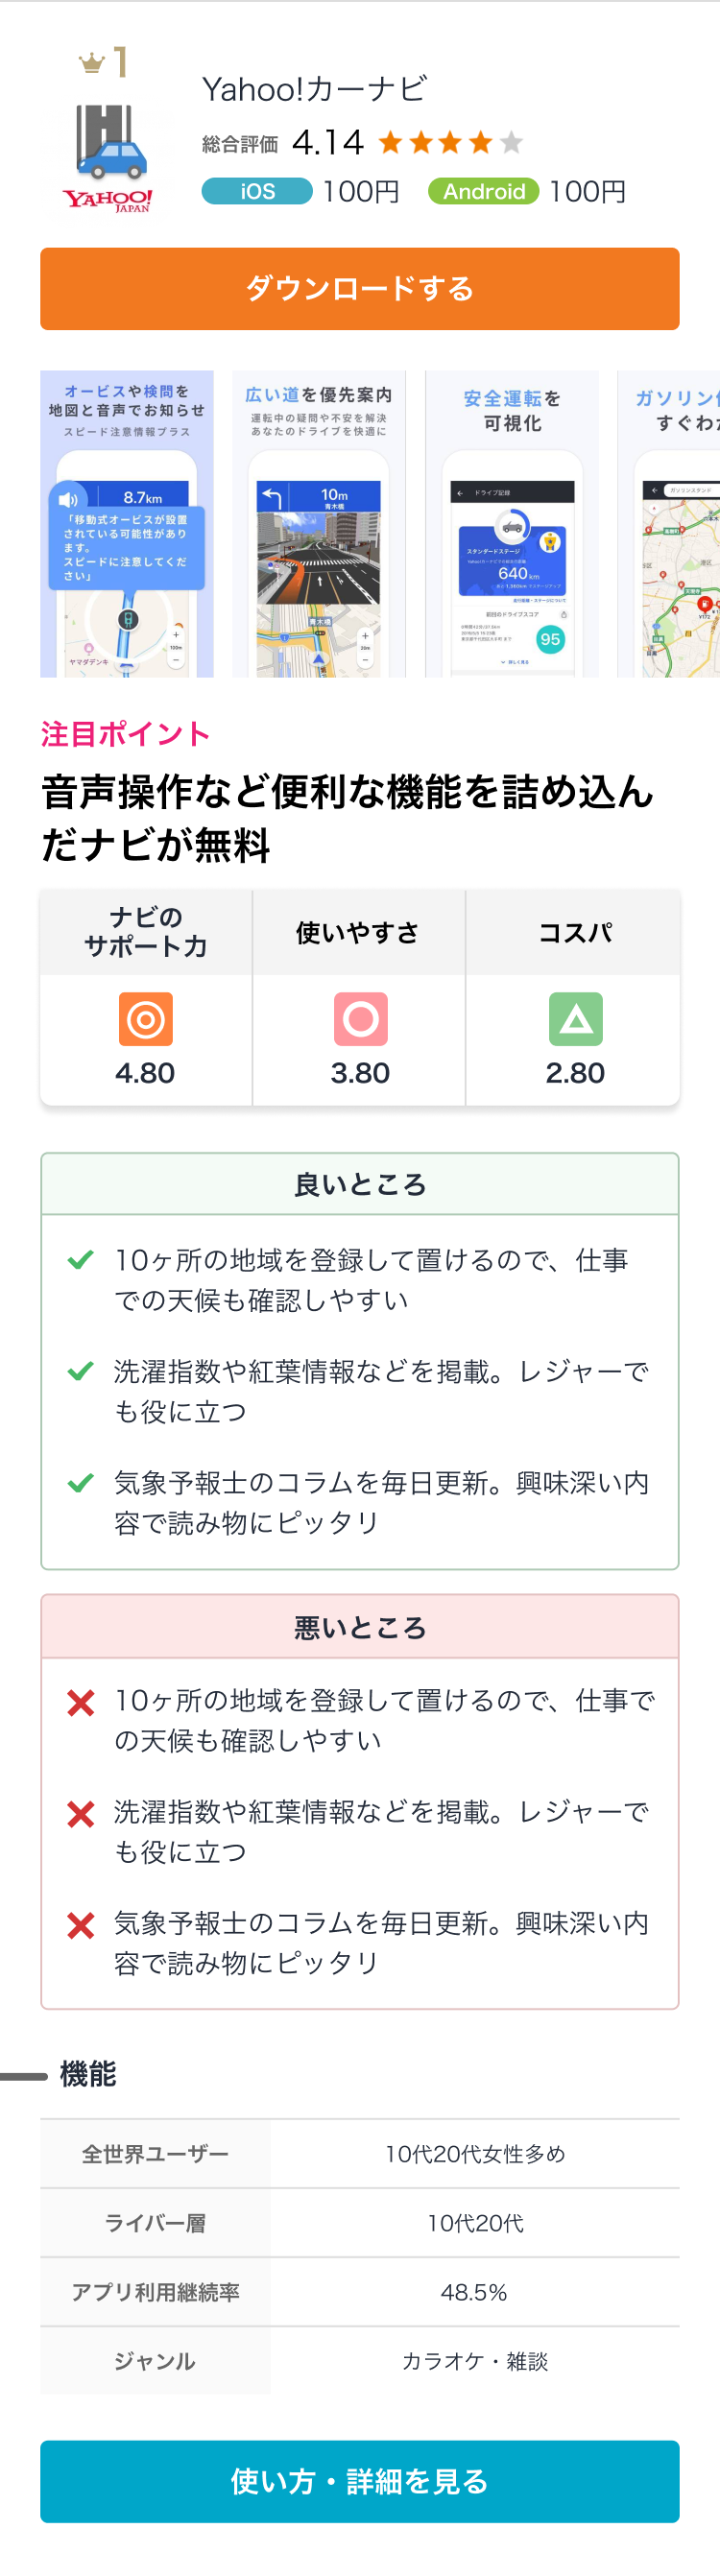 1
Yahoo!カーナビ
総合評価 4.14
iOS 100円 Android 100円
YAHOO!
JAPAN
ダウンロードする
オービスや検問を
地図と音声でお知らせ
スピード注意情報プラス
8.7km
「移動式オービスが設置
されている可能性があり
ます。
スピードに注意してくだ
さい」
ヤマダデンキ
100m
広い道を優先案内
運転中の疑問や不安を解決
あなたのドライブを快適に
10m
青木橋
青木橋
安全運転を
可視化
ドライブ記録
スタンダードステージ
640 km
前回のドライブスコア
95
詳しく見る
ガソリン
すぐわ
ガソリンスタンド
注目ポイント
音声操作など便利な機能を詰め込ん
だナビが無料
ナビの
サポート力
使いやすさ
コスパ
4.80
3.80
2.80
良いところ
10ヶ所の地域を登録して置けるので、仕事
での天候も確認しやすい
洗濯指数や紅葉情報などを掲載。レジャーで
も役に立つ
気象予報士のコラムを毎日更新。興味深い内
容で読み物にピッタリ
悪いところ
10ヶ所の地域を登録して置けるので、仕事で
の天候も確認しやすい
洗濯指数や紅葉情報などを掲載。レジャーで
も役に立つ
気象予報士のコラムを毎日更新。興味深い内
容で読み物にピッタリ
機能
全世界ユーザー 10代20代女性多め
ライバー層 10代20代
アプリ利用継続率 48.5%
ジャンル カラオケ・雑談
使い方・詳細を見る